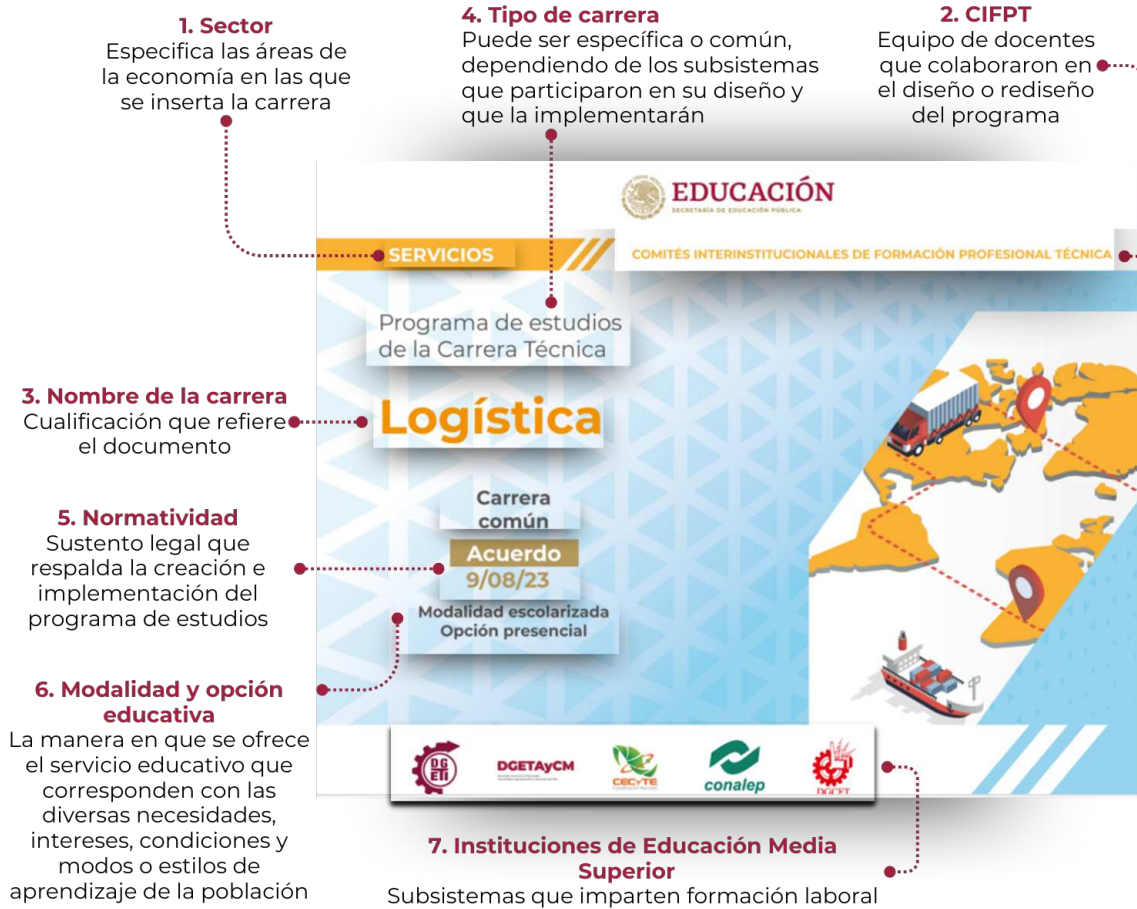 1. Sector
Especifica las áreas de
la economía en las que
se inserta la carrera
4. Tipo de carrera
Puede ser específica o común,
dependiendo de los subsistemas
que participaron en su diseño y
que la implementarán
2. CIFPT
Equipo de docentes
que colaboraron en
el diseño o rediseño
del programa
EDUCACIÓN
SECRETARÍA DE EDUCACIÓN PÚBLICA
SERVICIOS
COMITÉS INTERINSTITUCIONALES DE FORMACIÓN PROFESIONAL TÉCNICA
Programa de estudios
de la Carrera Técnica
3. Nombre de la carrera
Cualificación que refiere
el documento
Logística
Carrera
común
5. Normatividad
Sustento legal que
respalda la creación e
implementación del
programa de estudios
Acuerdo
9/08/23
Modalidad escolarizada
Opción presencial
6. Modalidad y opción
educativa
La manera en que se ofrece
el servicio educativo que
corresponden con las
diversas necesidades,
intereses, condiciones y
modos o estilos de
aprendizaje de la población
DGETI
DGETAyCM
CECyTE
conalep
DGCFT
7. Instituciones de Educación Media
Superior
Subsistemas que imparten formación laboral